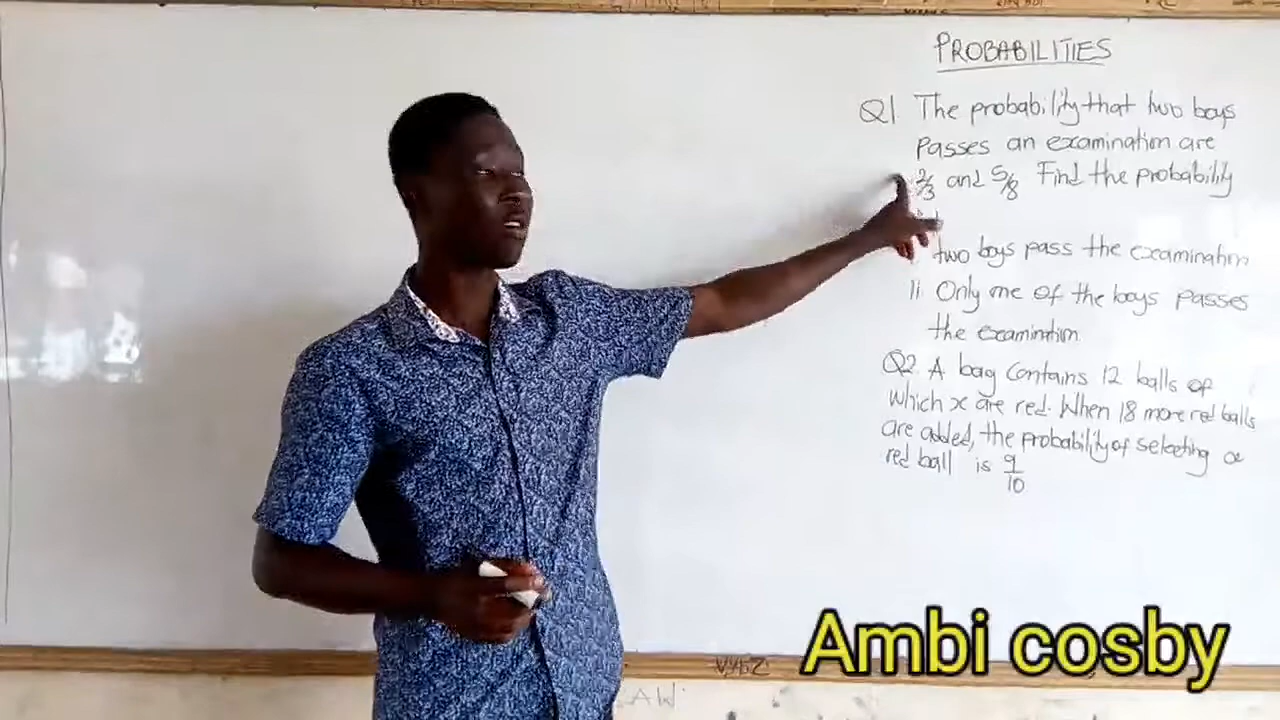 PROBABILITIES
Q1 The probability that two boys
passes an examination are
2/3 and 5/8 Find the probability
two boys pass the examination
ii Only one of the boys passes
the examination.
Q2. A bag contains 12 balls of
which x are red. When 18 more red balls
are added, the probability of selecting a
red ball is 9/10
VYBZ
AW
Ambi cosby